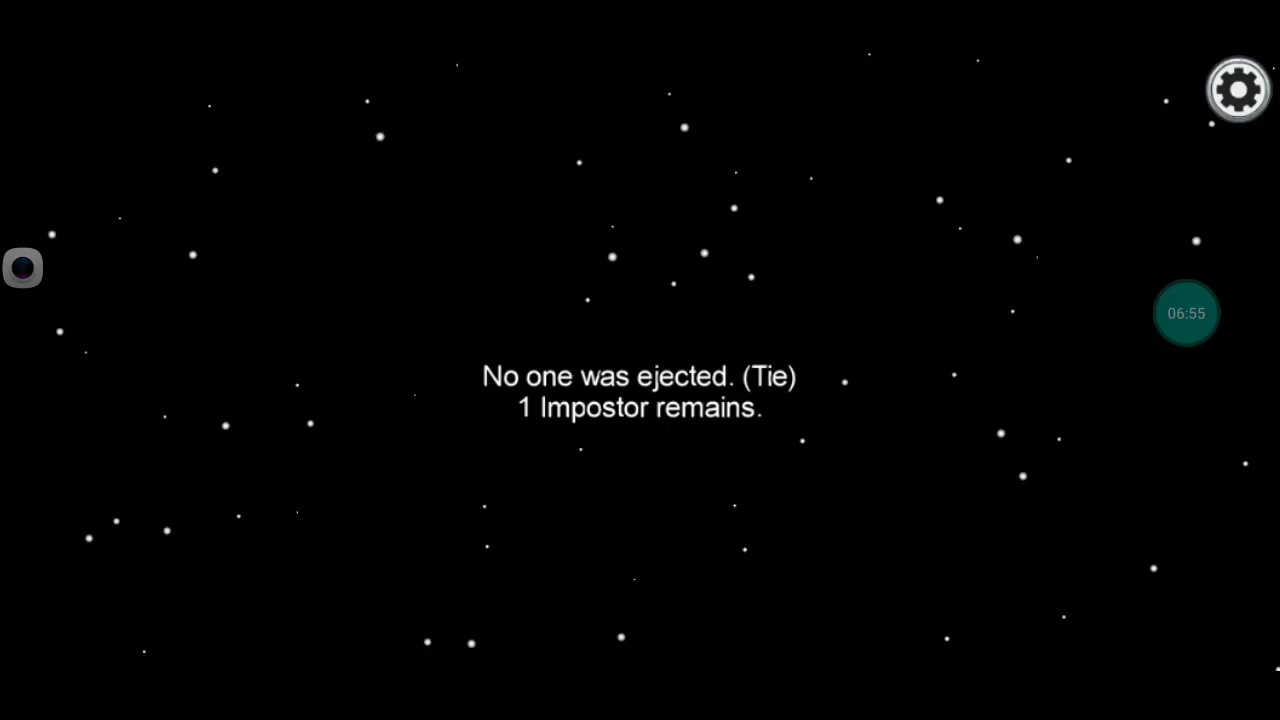 06:55
No one was ejected. (Tie)
1 Impostor remains.